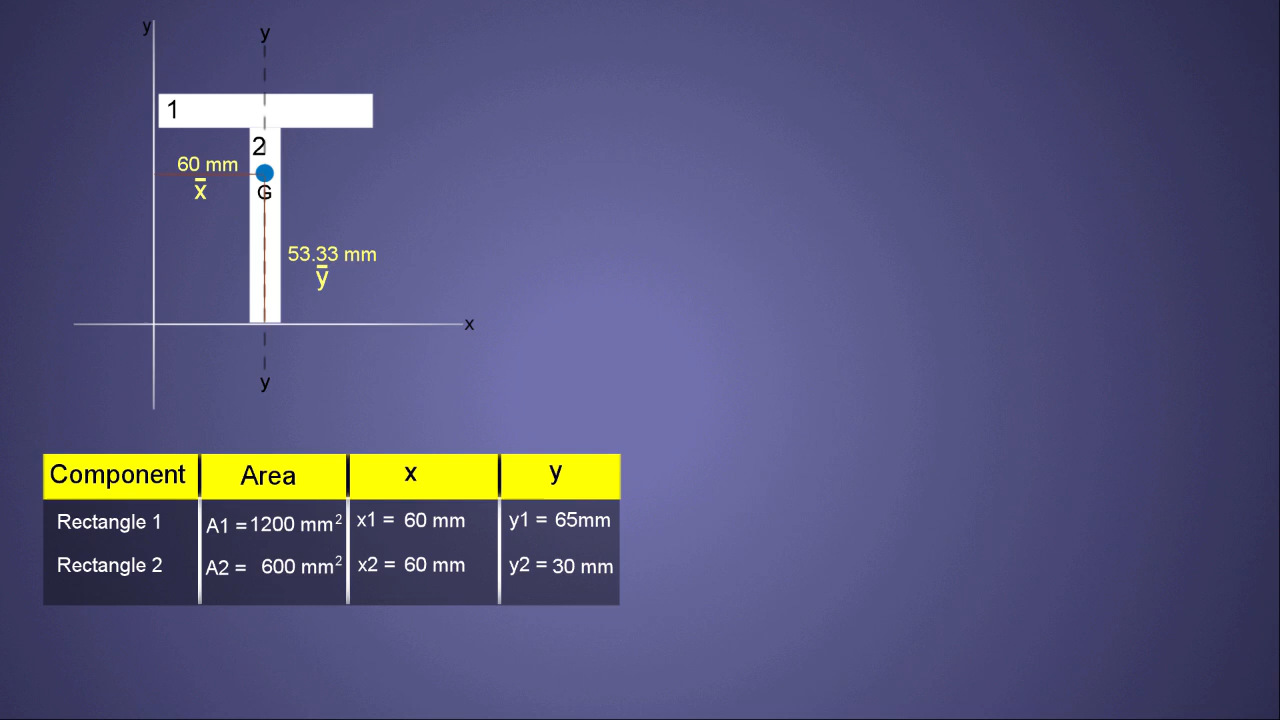 y
y
1
2
60 mm
x̄
G
53.33 mm
ȳ
x
y
Component Area x y
Rectangle 1 A1 = 1200 mm² x1 = 60 mm y1 = 65mm
Rectangle 2 A2 = 600 mm² x2 = 60 mm y2 = 30 mm